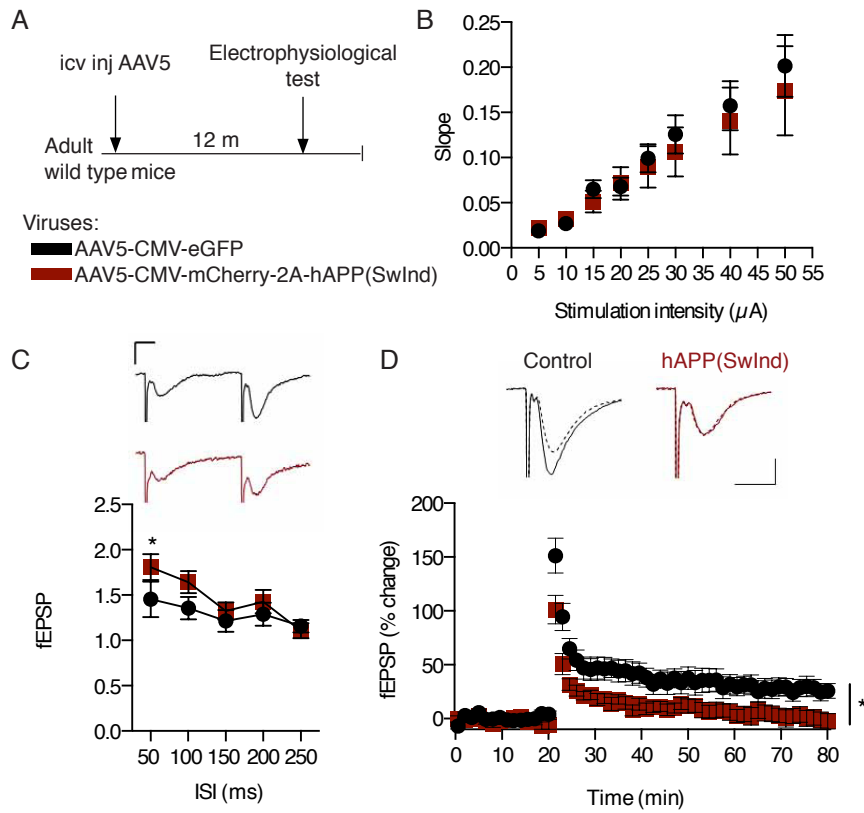 A
icv inj AAV5
Electrophysiological
test
12 m
Adult
wild type mice
Viruses:
AAV5-CMV-eGFP
AAV5-CMV-mCherry-2A-hAPP(SwInd)
B
0.25
0.20
0.15
0.10
0.05
0.00
Slope
0 5 10 15 20 25 30 35 40 45 50 55
Stimulation intensity (µA)
C
2.5
2.0
1.5
1.0
0.5
0.0
fEPSP
*
50 100 150 200 250
ISI (ms)
D
Control
hAPP(SwInd)
200
150
100
50
0
fEPSP (% change)
*
0 10 20 30 40 50 60 70 80
Time (min)